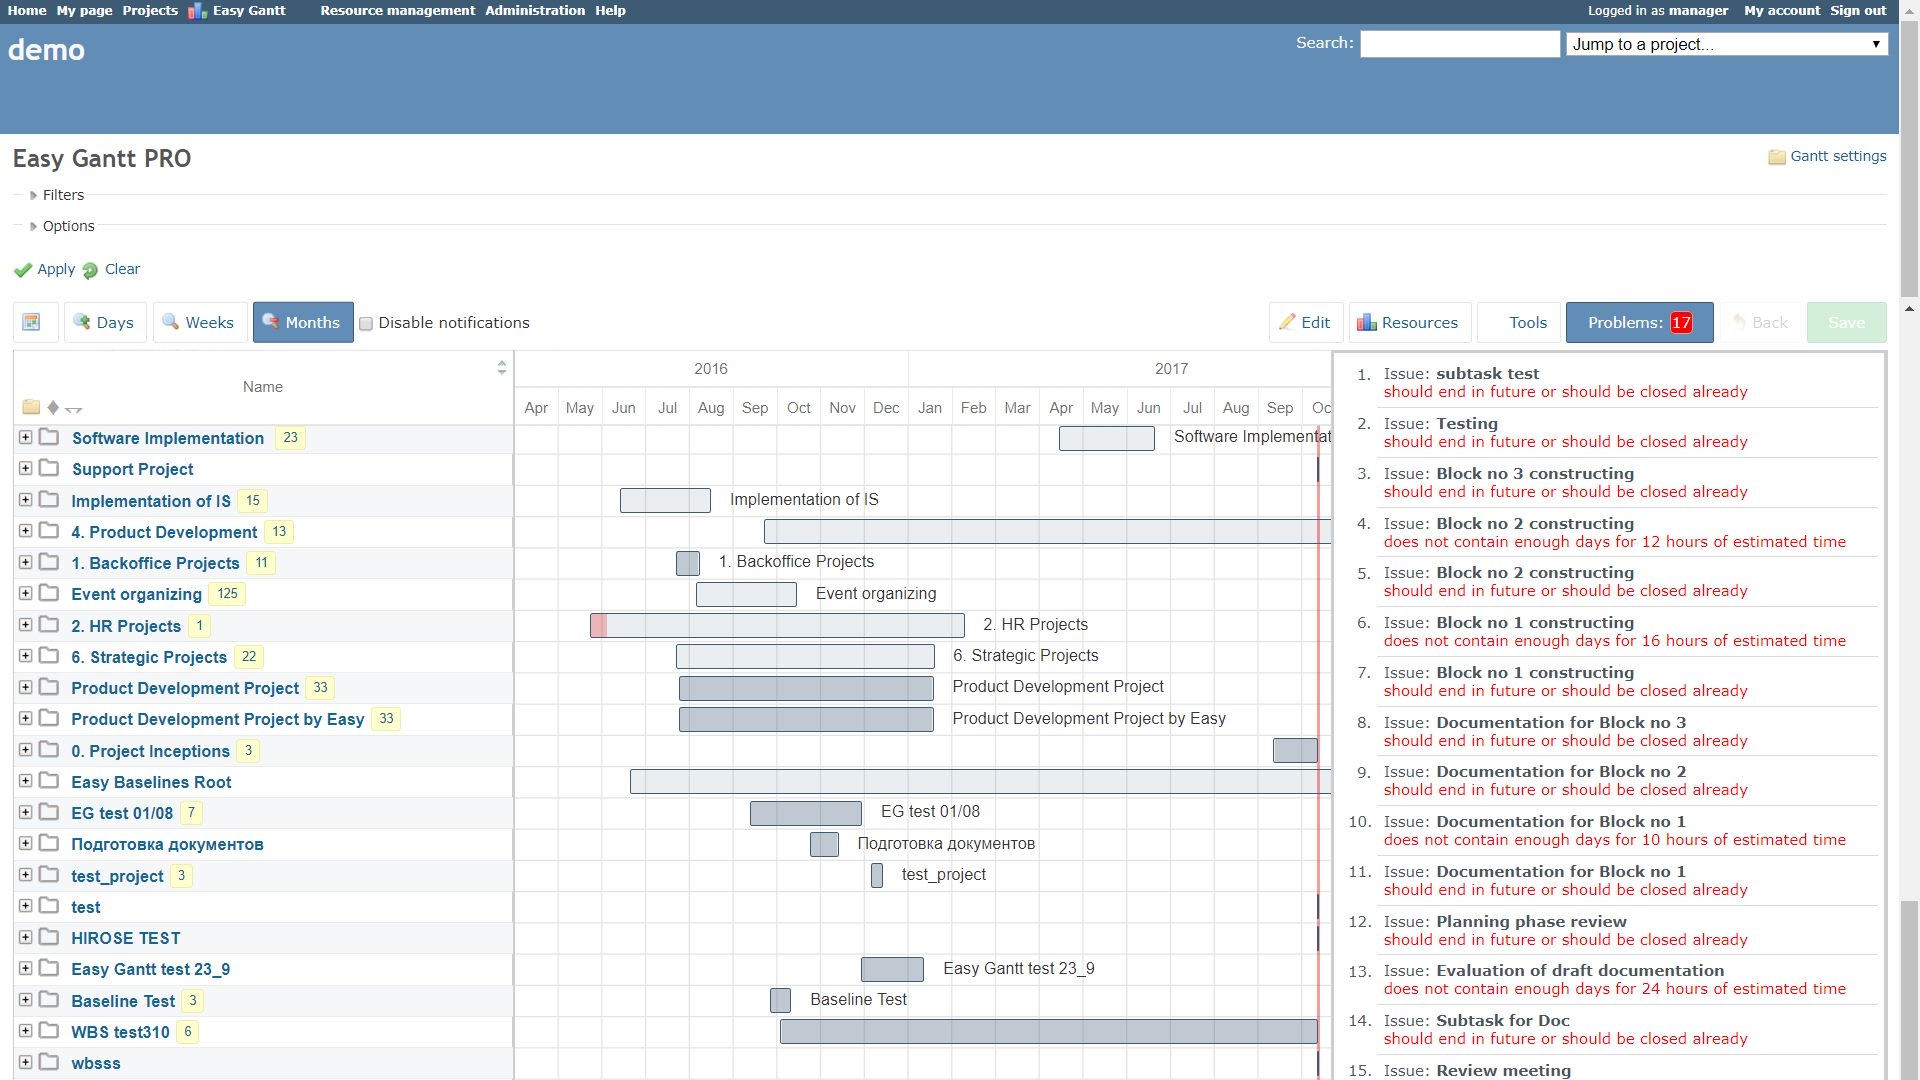 Home My page Projects Easy Gantt Resource management Administration Help Logged in as manager My account Sign out
demo
Search: Jump to a project...
Easy Gantt PRO
Gantt settings
Filters
Options
Apply Clear
Days Weeks Months Disable notifications Edit Resources Tools Problems: 17 Back Save
Name
2016 2017
Apr May Jun Jul Aug Sep Oct Nov Dec Jan Feb Mar Apr May Jun Jul Aug Sep Oc
Software Implementation 23 Software Implementat
Support Project
Implementation of IS 15 Implementation of IS
4. Product Development 13
1. Backoffice Projects 11 1. Backoffice Projects
Event organizing 125 Event organizing
2. HR Projects 1 2. HR Projects
6. Strategic Projects 22 6. Strategic Projects
Product Development Project 33 Product Development Project
Product Development Project by Easy 33 Product Development Project by Easy
0. Project Inceptions 3
Easy Baselines Root
EG test 01/08 7 EG test 01/08
Подготовка документов Подготовка документов
test_project 3 test_project
test
HIROSE TEST
Easy Gantt test 23_9 Easy Gantt test 23_9
Baseline Test 3 Baseline Test
WBS test310 6
wbsss
1. Issue: subtask test
should end in future or should be closed already
2. Issue: Testing
should end in future or should be closed already
3. Issue: Block no 3 constructing
should end in future or should be closed already
4. Issue: Block no 2 constructing
does not contain enough days for 12 hours of estimated time
5. Issue: Block no 2 constructing
should end in future or should be closed already
6. Issue: Block no 1 constructing
does not contain enough days for 16 hours of estimated time
7. Issue: Block no 1 constructing
should end in future or should be closed already
8. Issue: Documentation for Block no 3
should end in future or should be closed already
9. Issue: Documentation for Block no 2
should end in future or should be closed already
10. Issue: Documentation for Block no 1
does not contain enough days for 10 hours of estimated time
11. Issue: Documentation for Block no 1
should end in future or should be closed already
12. Issue: Planning phase review
should end in future or should be closed already
13. Issue: Evaluation of draft documentation
does not contain enough days for 24 hours of estimated time
14. Issue: Subtask for Doc
should end in future or should be closed already
15. Issue: Review meeting